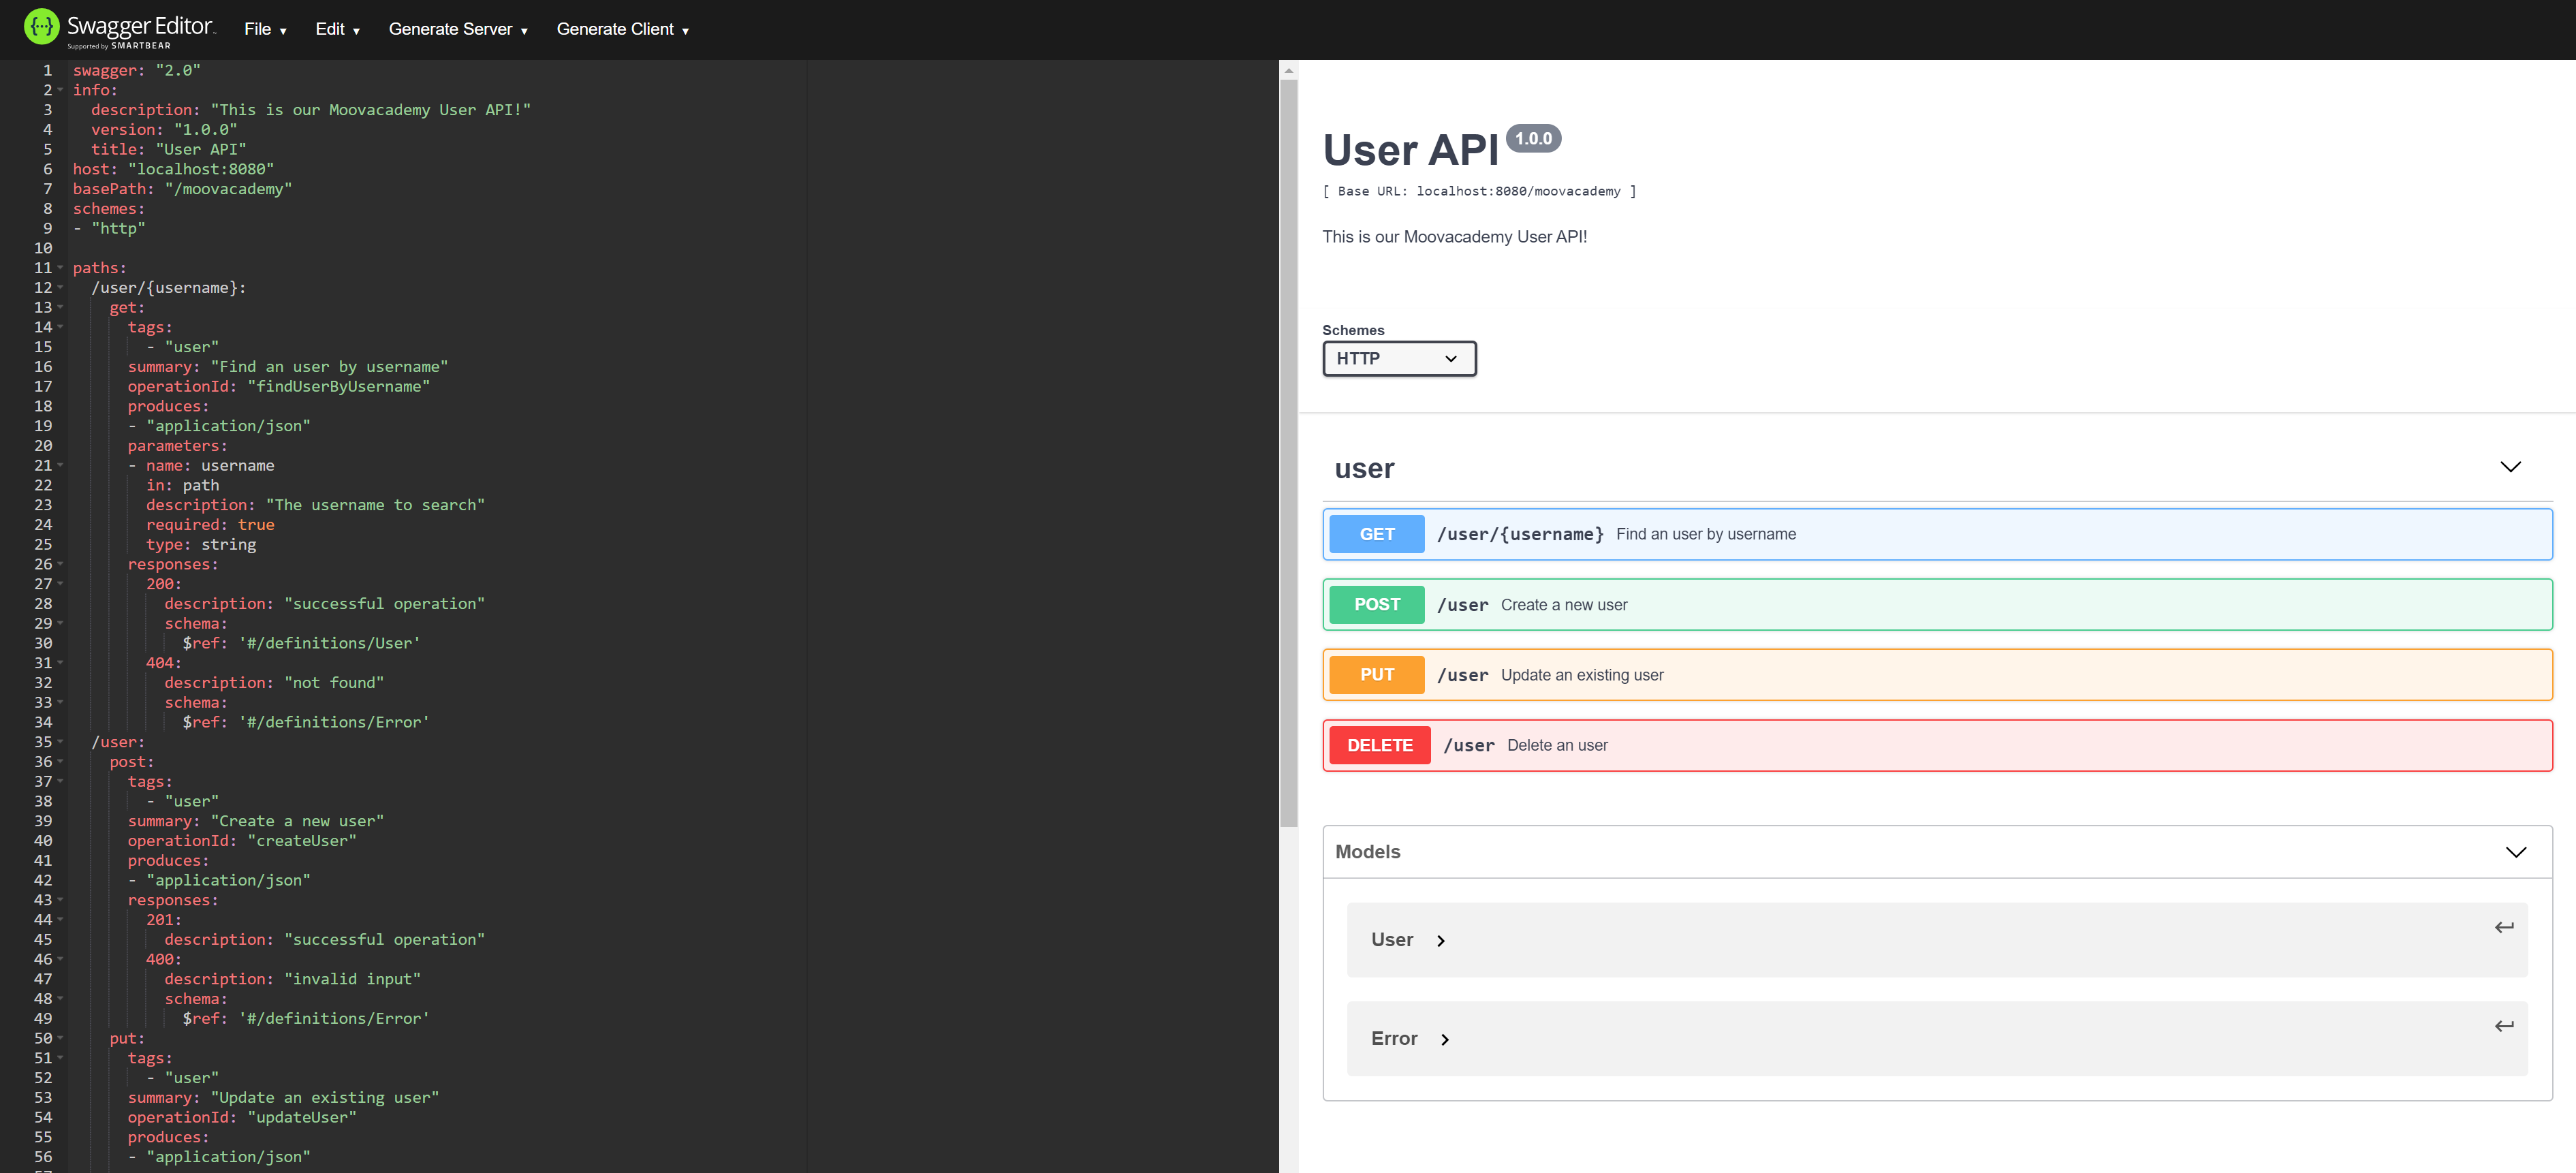 Swagger Editor
Supported by SMARTBEAR
File
Edit
Generate Server
Generate Client
1 swagger: "2.0"
2 info:
3 description: "This is our Moovacademy User API!"
4 version: "1.0.0"
5 title: "User API"
6 host: "localhost:8080"
7 basePath: "/moovacademy"
8 schemes:
9 - "http"
10
11 paths:
12 /user/{username}:
13 get:
14 tags:
15 - "user"
16 summary: "Find an user by username"
17 operationId: "findUserByUsername"
18 produces:
19 - "application/json"
20 parameters:
21 - name: username
22 in: path
23 description: "The username to search"
24 required: true
25 type: string
26 responses:
27 200:
28 description: "successful operation"
29 schema:
30 $ref: '#/definitions/User'
31 404:
32 description: "not found"
33 schema:
34 $ref: '#/definitions/Error'
35 /user:
36 post:
37 tags:
38 - "user"
39 summary: "Create a new user"
40 operationId: "createUser"
41 produces:
42 - "application/json"
43 responses:
44 201:
45 description: "successful operation"
46 400:
47 description: "invalid input"
48 schema:
49 $ref: '#/definitions/Error'
50 put:
51 tags:
52 - "user"
53 summary: "Update an existing user"
54 operationId: "updateUser"
55 produces:
56 - "application/json"
User API 1.0.0
[ Base URL: localhost:8080/moovacademy ]
This is our Moovacademy User API!
Schemes
HTTP
user
GET /user/{username} Find an user by username
POST /user Create a new user
PUT /user Update an existing user
DELETE /user Delete an user
Models
User
Error